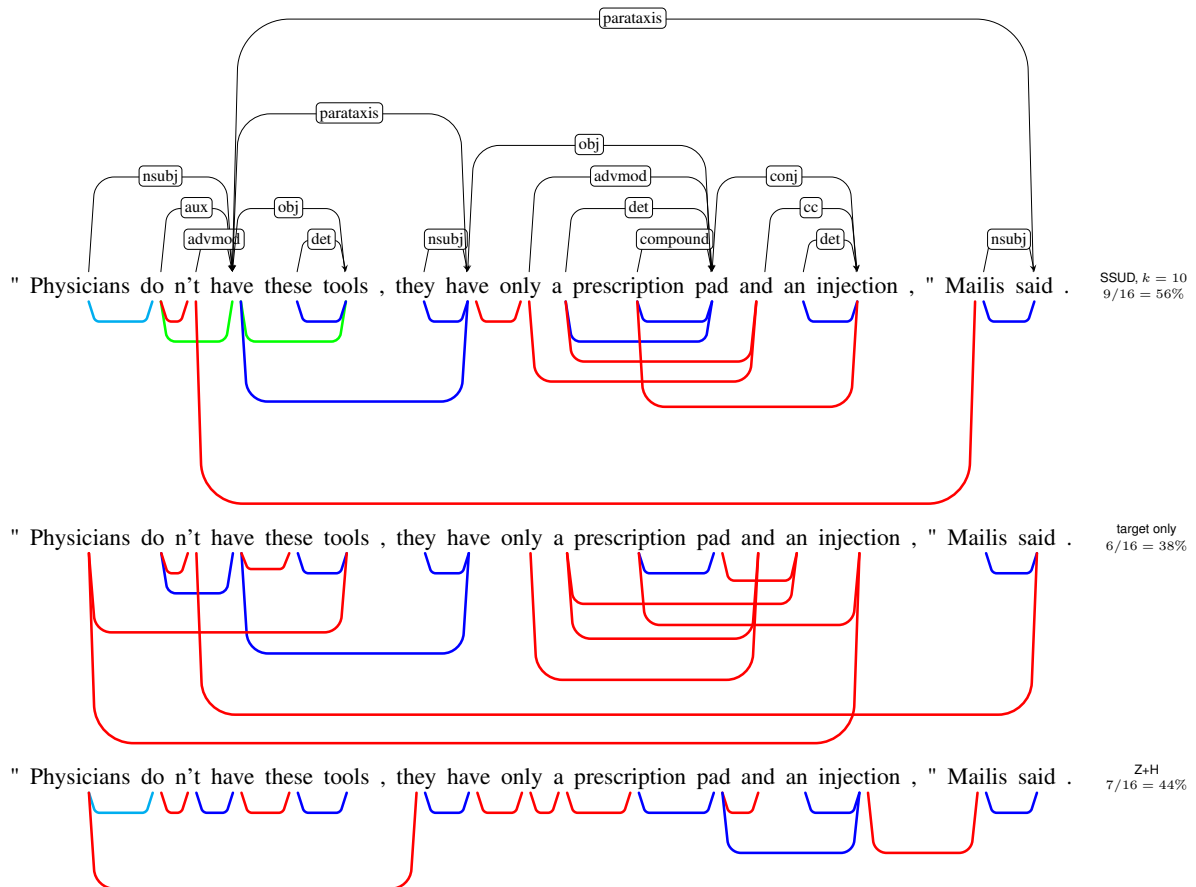 parataxis
parataxis
obj
nsubj advmod conj
aux obj det cc
advmod det nsubj compound det nsubj
" Physicians do n't have these tools , they have only a prescription pad and an injection , " Mailis said .
SSUD, k = 10
9/16 = 56%
" Physicians do n't have these tools , they have only a prescription pad and an injection , " Mailis said .
target only
6/16 = 38%
" Physicians do n't have these tools , they have only a prescription pad and an injection , " Mailis said .
Z+H
7/16 = 44%